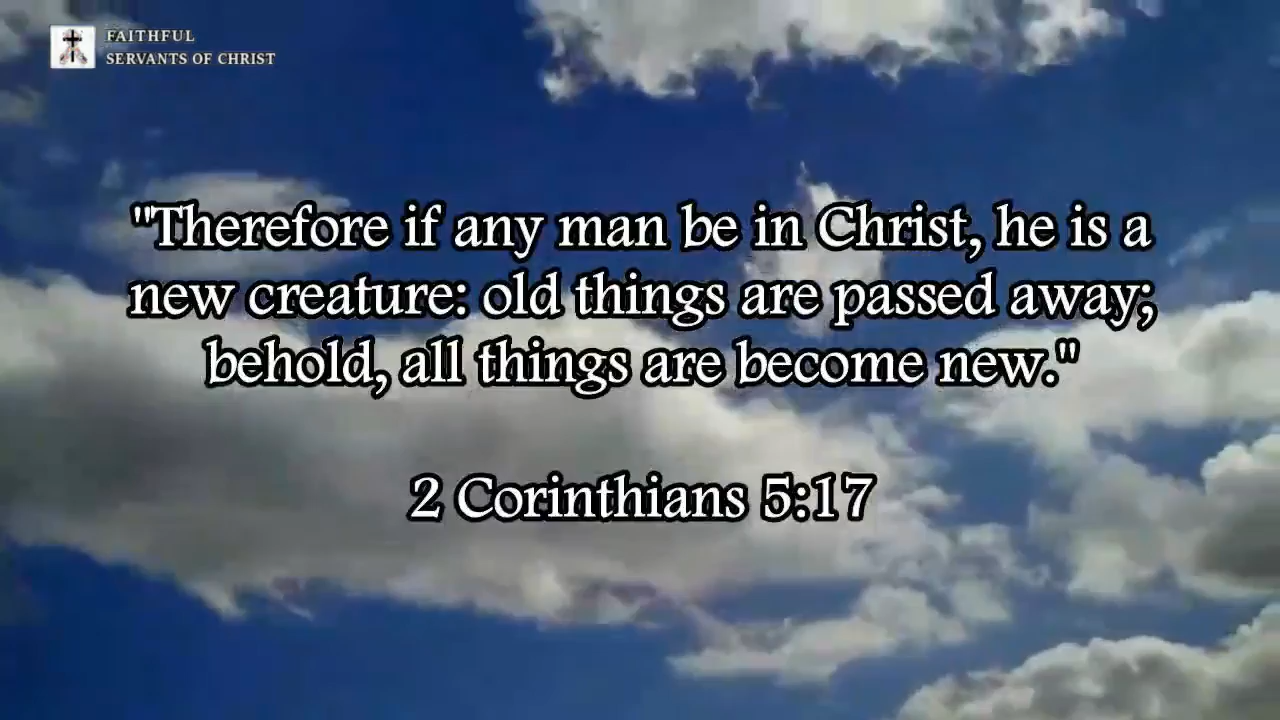 FAITHFUL
SERVANTS OF CHRIST
"Therefore if any man be in Christ, he is a
new creature: old things are passed away;
behold, all things are become new."
2 Corinthians 5:17